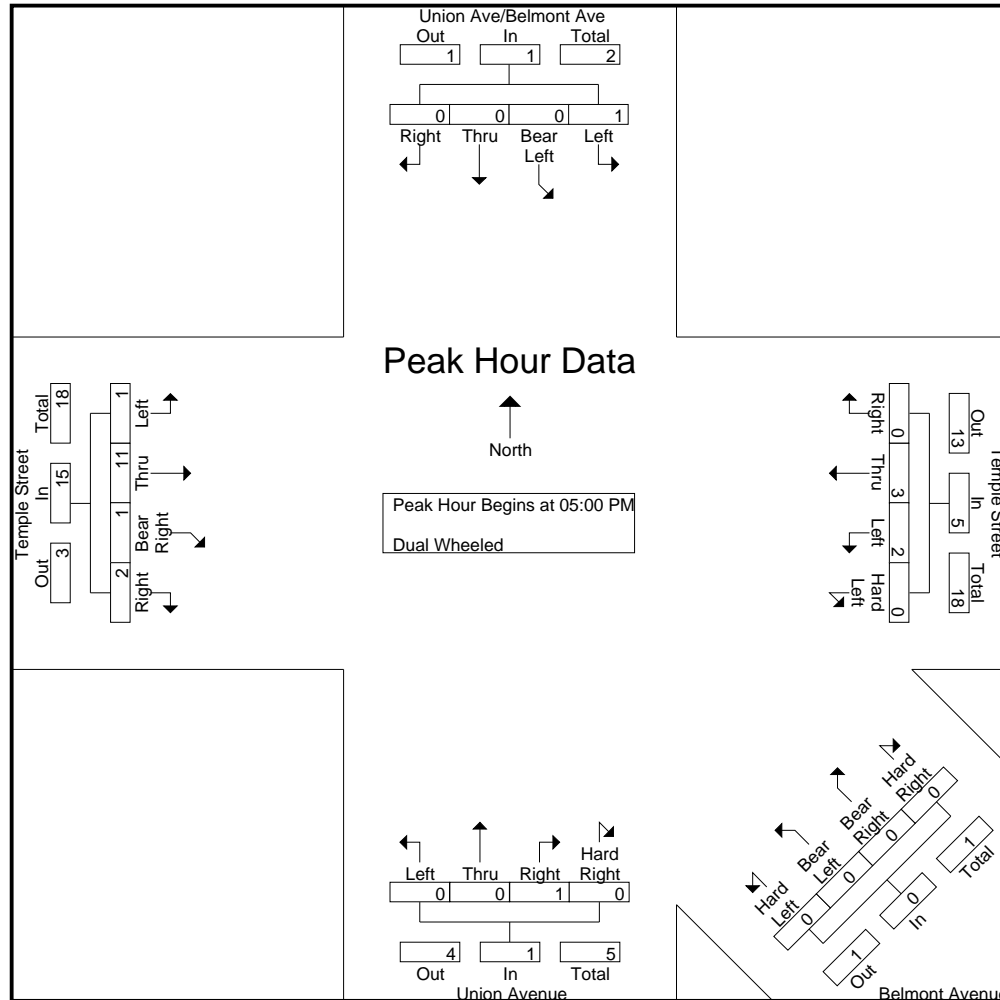 Union Ave/Belmont Ave
Out In Total
1 1 2
0 0 0 1
Right Thru Bear Left Left
Peak Hour Data
North
Peak Hour Begins at 05:00 PM
Dual Wheeled
Temple Street
Total In Out
18 15 3
1 11 1 2
Left Thru Bear Right Right
Temple Street
Out In Total
13 5 18
0 3 2 0
Right Thru Left Hard Left
Left Thru Right Hard Right
0 0 1 0
4 1 5
Out In Total
Union Avenue
Hard Left Bear Left Bear Right Hard Right
0 0 0 0
1 0 1
Out In Total
Belmont Avenue